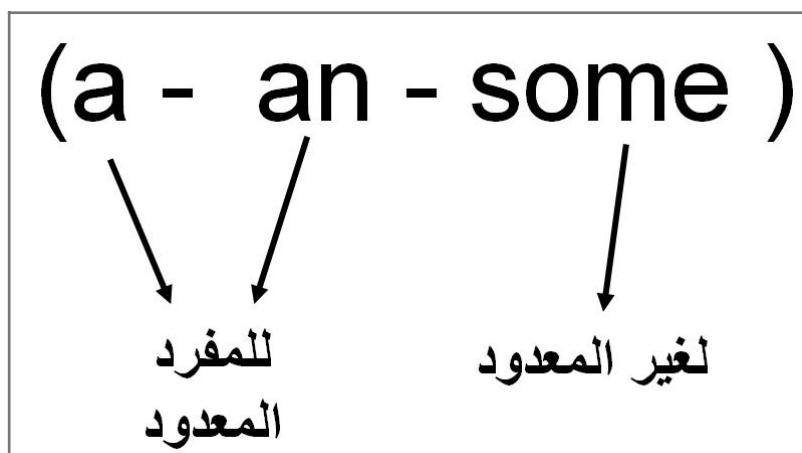 (a - an - some )
للمفرد
المعدود
لغير المعدود